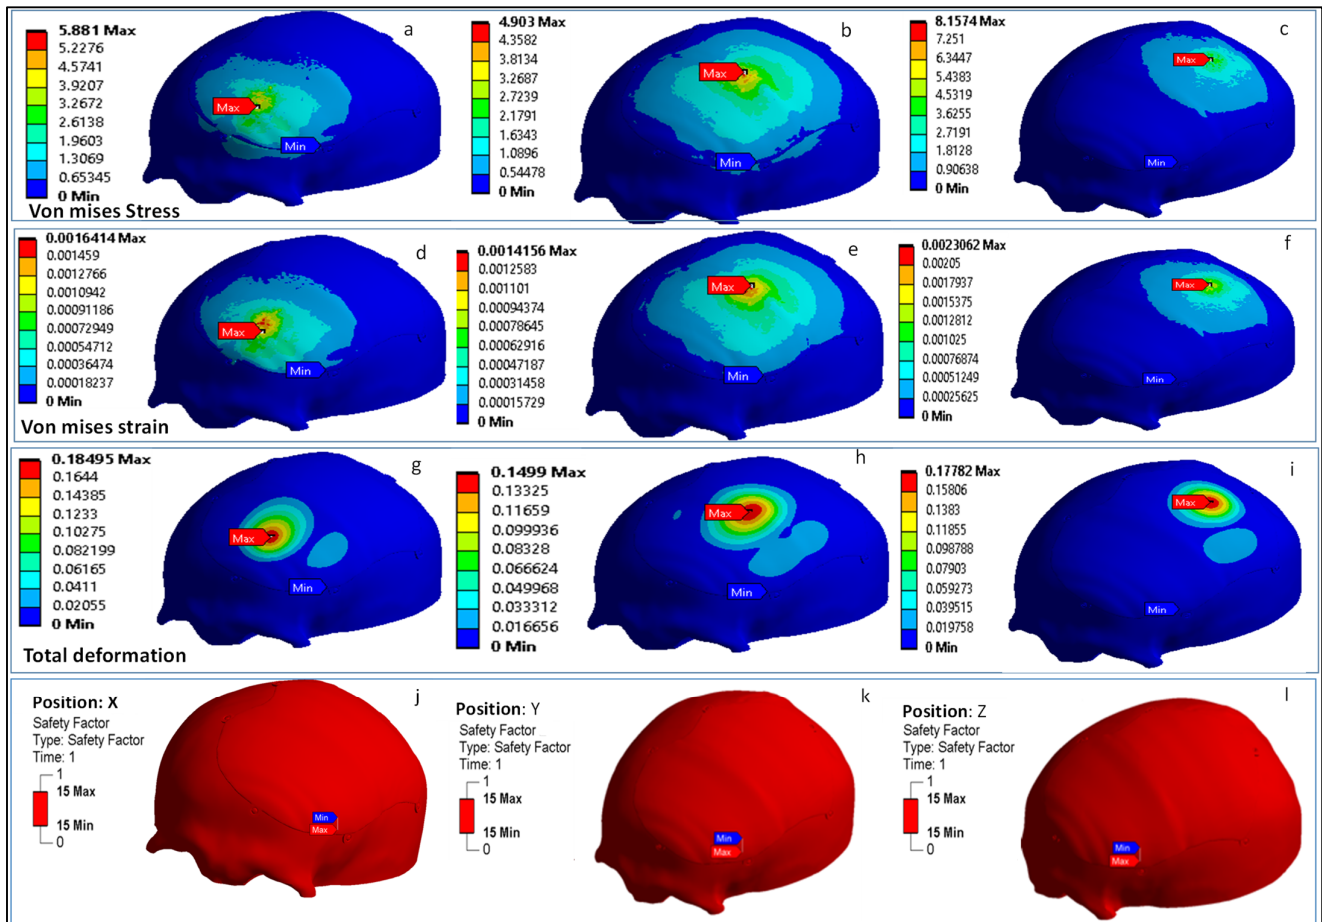 a
5.881 Max
5.2276
4.5741
3.9207
3.2672
2.6138
1.9603
1.3069
0.65345
0 Min
Max
Min
Von mises Stress
b
4.903 Max
4.3582
3.8134
3.2687
2.7239
2.1791
1.6343
1.0896
0.54478
0 Min
Max
Min
c
8.1574 Max
7.251
6.3447
5.4383
4.5319
3.6255
2.7191
1.8128
0.90638
0 Min
Max
Min
d
0.0016414 Max
0.001459
0.0012766
0.0010942
0.00091186
0.00072949
0.00054712
0.00036474
0.00018237
0 Min
Max
Min
Von mises strain
e
0.0014156 Max
0.0012583
0.001101
0.00094374
0.00078645
0.00062916
0.00047187
0.00031458
0.00015729
0 Min
Max
Min
f
0.0023062 Max
0.00205
0.0017937
0.0015375
0.0012812
0.001025
0.00076874
0.00051249
0.00025625
0 Min
Max
Min
g
0.18495 Max
0.1644
0.14385
0.1233
0.10275
0.082199
0.06165
0.0411
0.02055
0 Min
Max
Min
Total deformation
h
0.1499 Max
0.13325
0.11659
0.099936
0.08328
0.066624
0.049968
0.033312
0.016656
0 Min
Max
Min
i
0.17782 Max
0.15806
0.1383
0.11855
0.098788
0.07903
0.059273
0.039515
0.019758
0 Min
Max
Min
j
Position: X
Safety Factor
Type: Safety Factor
Time: 1
1
15 Max
15 Min
0
Min
Max
k
Position: Y
Safety Factor
Type: Safety Factor
Time: 1
1
15 Max
15 Min
0
Min
Max
l
Position: Z
Safety Factor
Type: Safety Factor
Time: 1
1
15 Max
15 Min
0
Min
Max